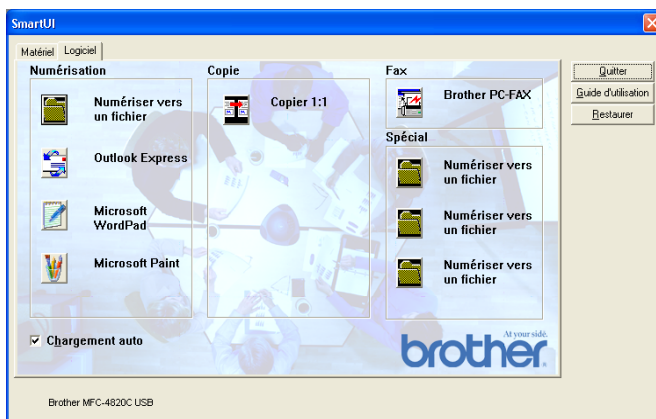 SmartUI
Matériel
Logiciel
Numérisation
Numériser vers
un fichier
Outlook Express
Microsoft
WordPad
Microsoft Paint
Copie
Copier 1:1
Fax
Brother PC-FAX
Spécial
Numériser vers
un fichier
Numériser vers
un fichier
Numériser vers
un fichier
Quitter
Guide d'utilisation
Restaurer
Chargement auto
At your side.
brother
Brother MFC-4820C USB